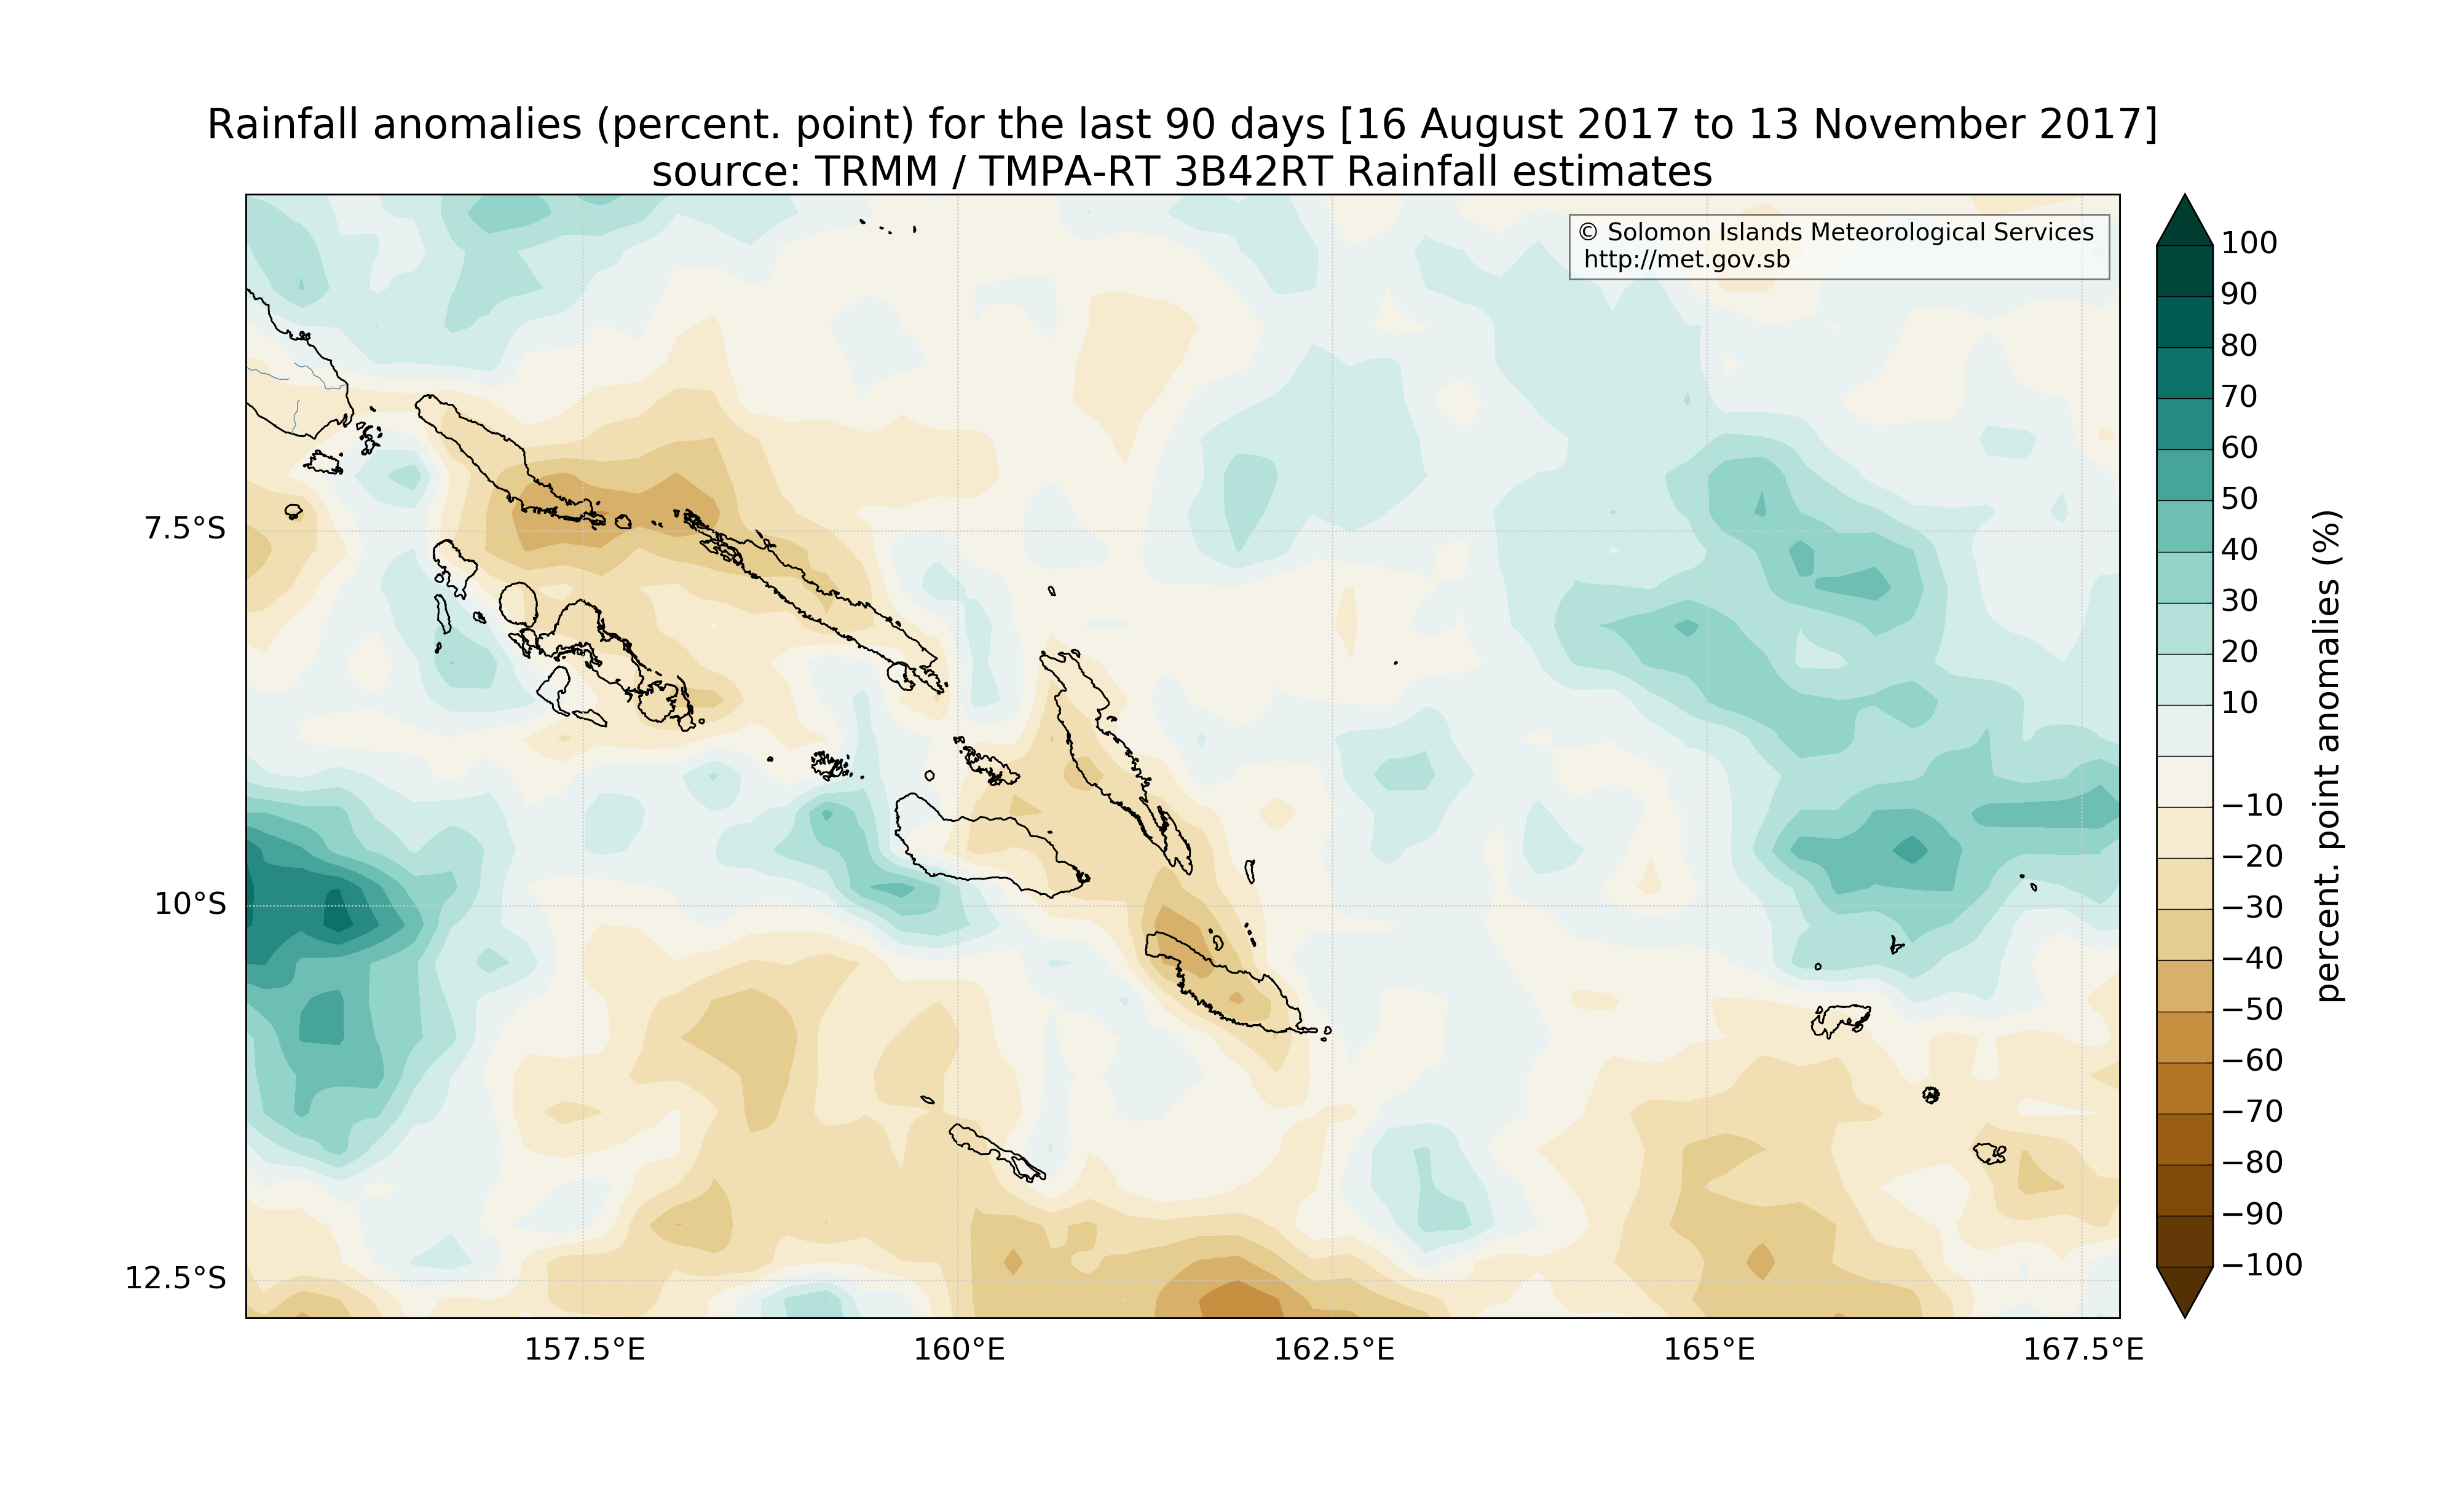 Rainfall anomalies (percent. point) for the last 90 days [16 August 2017 to 13 November 2017]
source: TRMM / TMPA-RT 3B42RT Rainfall estimates
© Solomon Islands Meteorological Services
http://met.gov.sb
7.5°S
10°S
12.5°S
157.5°E
160°E
162.5°E
165°E
167.5°E
100
90
80
70
60
50
40
30
20
10
−10
−20
−30
−40
−50
−60
−70
−80
−90
−100
percent. point anomalies (%)